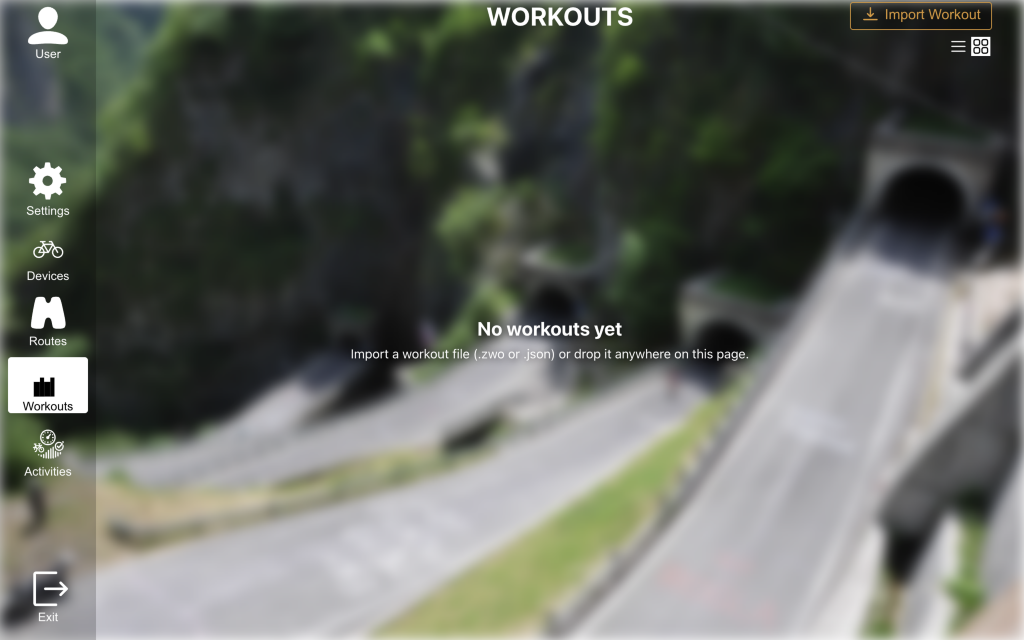 WORKOUTS
Import Workout
User
Settings
Devices
Routes
No workouts yet
Import a workout file (.zwo or .json) or drop it anywhere on this page.
Workouts
Activities
Exit